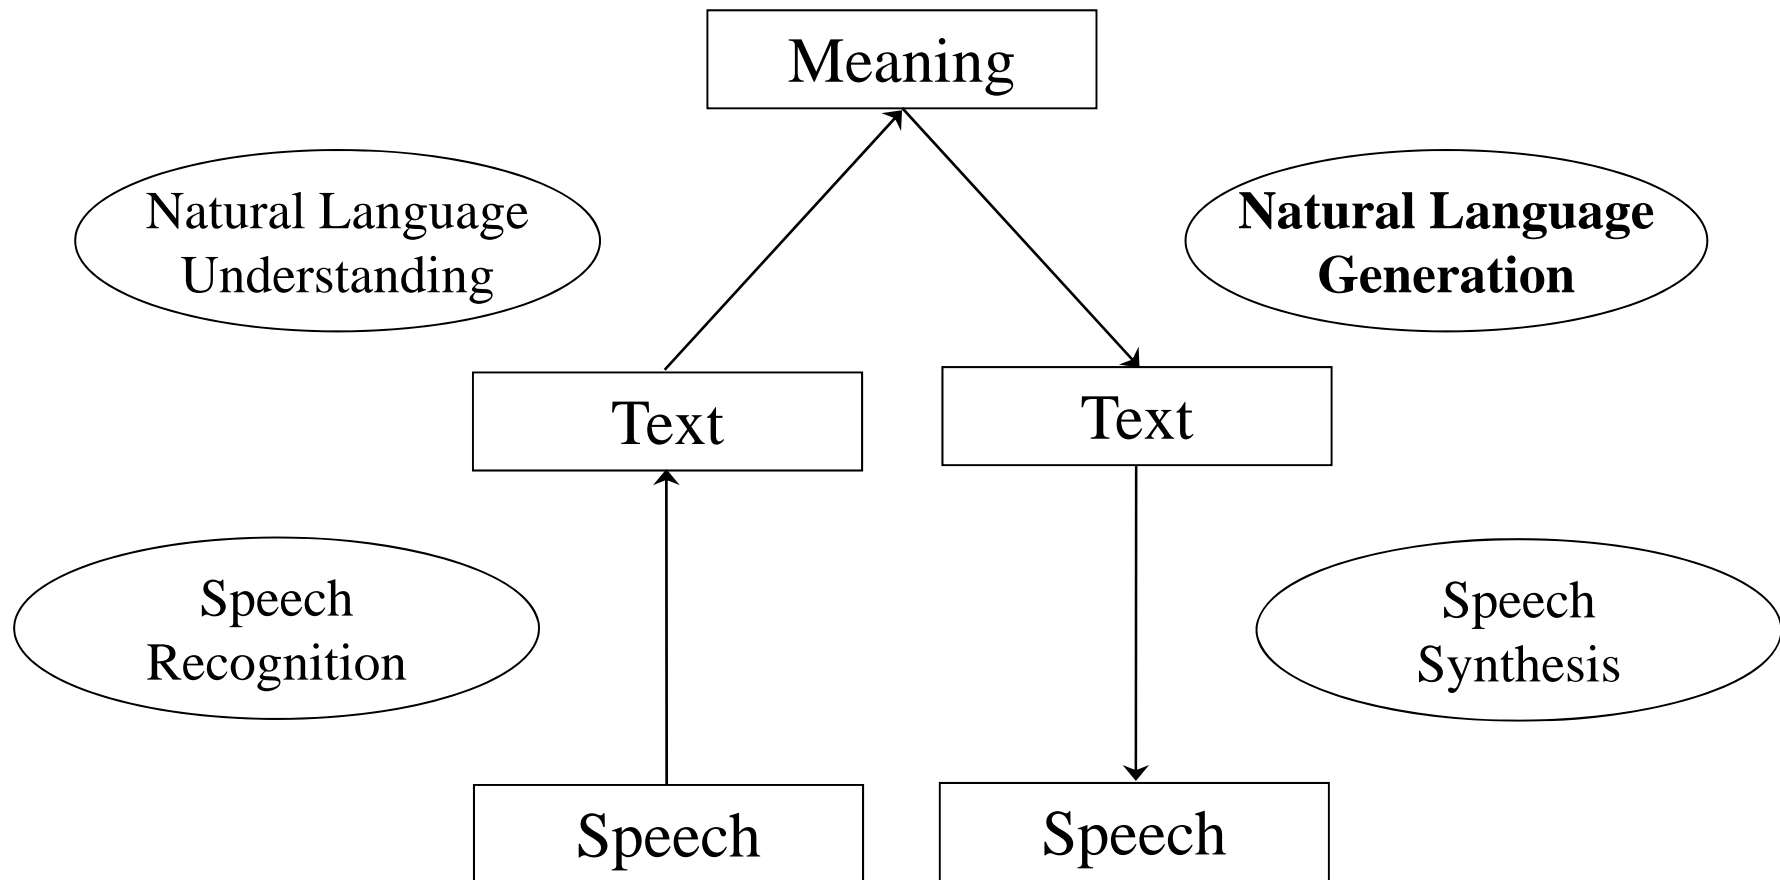 Meaning
Natural Language
Understanding
Natural Language
Generation
Text
Text
Speech
Recognition
Speech
Synthesis
Speech
Speech